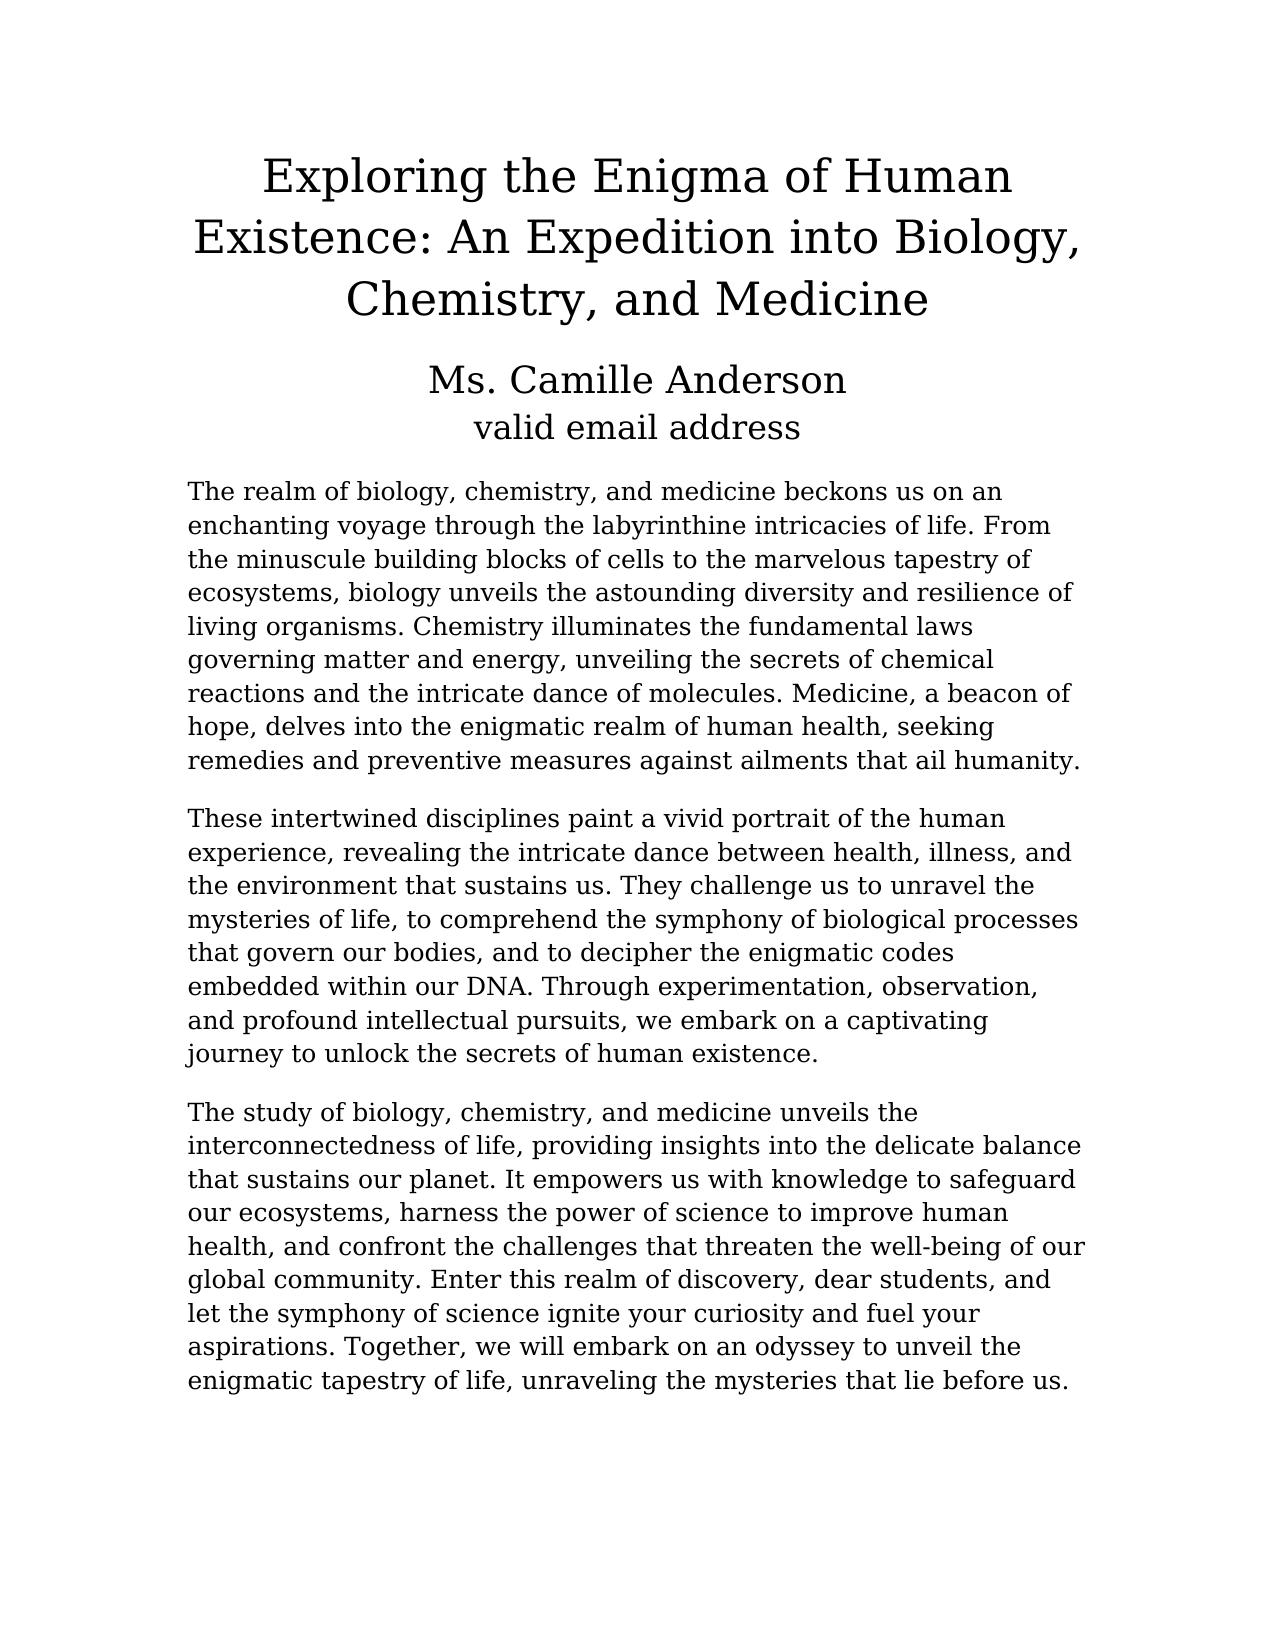 Exploring the Enigma of Human
Existence: An Expedition into Biology,
Chemistry, and Medicine
Ms. Camille Anderson
valid email address
The realm of biology, chemistry, and medicine beckons us on an
enchanting voyage through the labyrinthine intricacies of life. From
the minuscule building blocks of cells to the marvelous tapestry of
ecosystems, biology unveils the astounding diversity and resilience of
living organisms. Chemistry illuminates the fundamental laws
governing matter and energy, unveiling the secrets of chemical
reactions and the intricate dance of molecules. Medicine, a beacon of
hope, delves into the enigmatic realm of human health, seeking
remedies and preventive measures against ailments that ail humanity.
These intertwined disciplines paint a vivid portrait of the human
experience, revealing the intricate dance between health, illness, and
the environment that sustains us. They challenge us to unravel the
mysteries of life, to comprehend the symphony of biological processes
that govern our bodies, and to decipher the enigmatic codes
embedded within our DNA. Through experimentation, observation,
and profound intellectual pursuits, we embark on a captivating
journey to unlock the secrets of human existence.
The study of biology, chemistry, and medicine unveils the
interconnectedness of life, providing insights into the delicate balance
that sustains our planet. It empowers us with knowledge to safeguard
our ecosystems, harness the power of science to improve human
health, and confront the challenges that threaten the well-being of our
global community. Enter this realm of discovery, dear students, and
let the symphony of science ignite your curiosity and fuel your
aspirations. Together, we will embark on an odyssey to unveil the
enigmatic tapestry of life, unraveling the mysteries that lie before us.